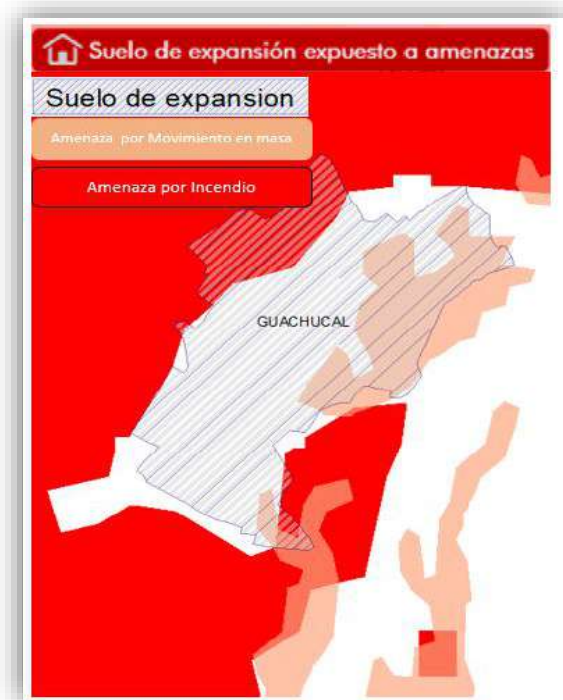 Suelo de expansión expuesto a amenazas
Suelo de expansion
Amenaza por Movimiento en masa
Amenaza por Incendio
GUACHUCAL